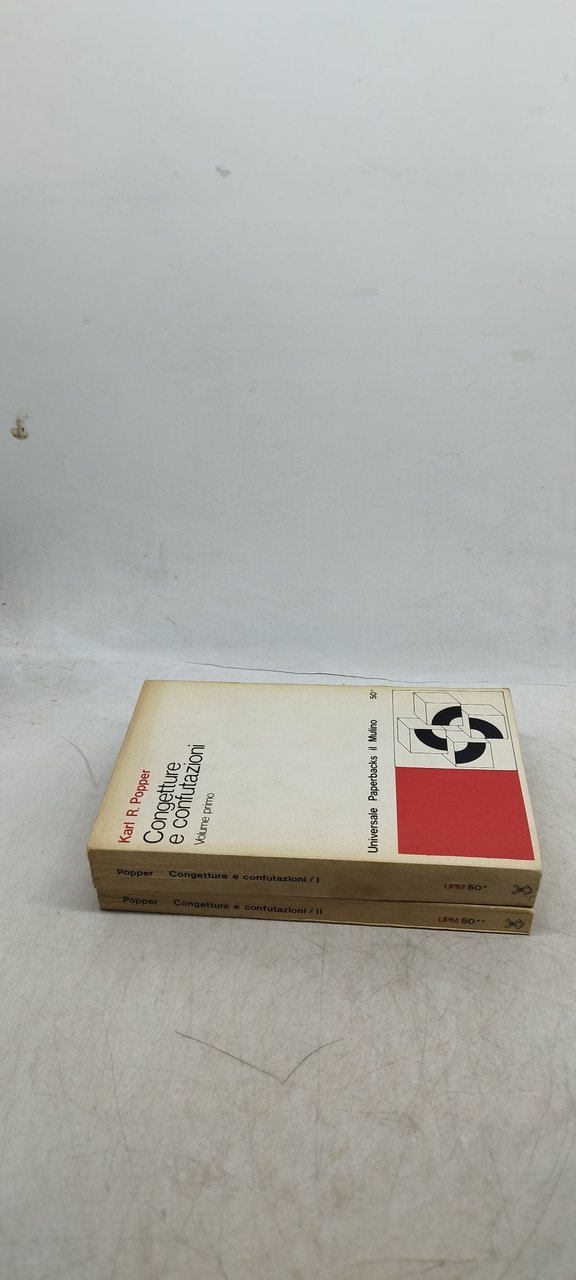 Karl R. Popper
Congetture
e confutazioni
Volume primo
Universale Paperbacks il Mulino 50*
Popper Congetture e confutazioni / I UPM 50*
Popper Congetture e confutazioni / II UPM 50**